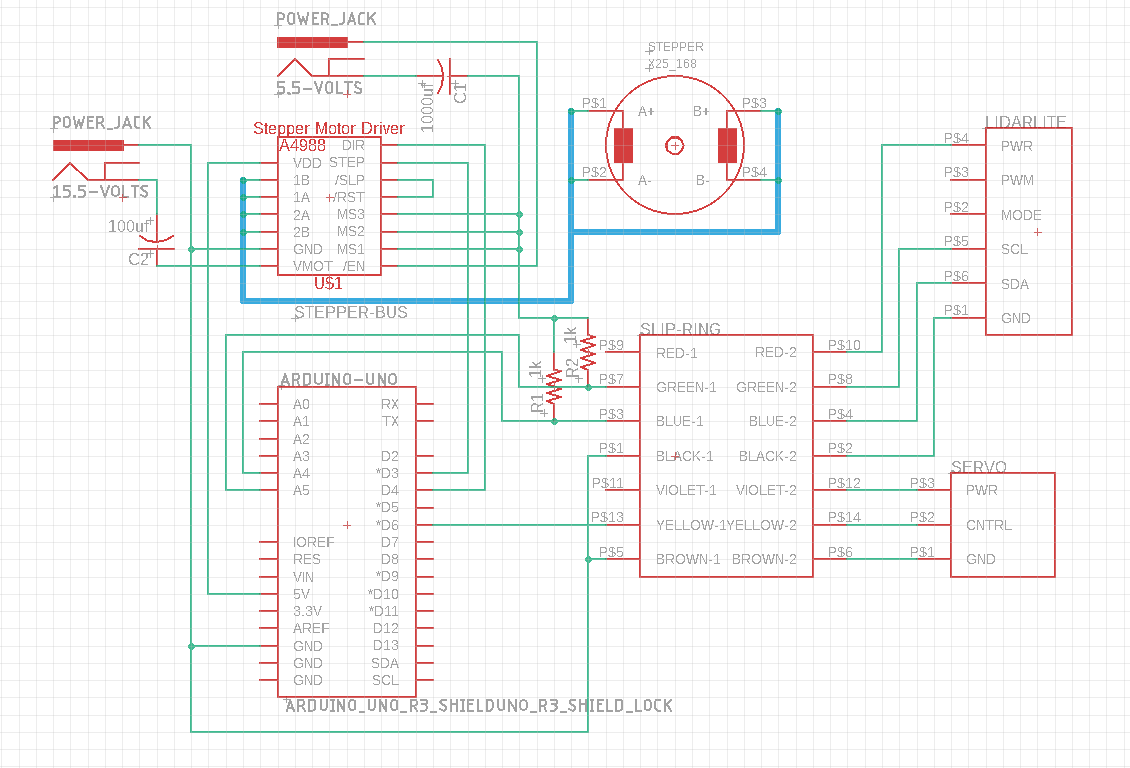 POWER_JACK
5.5-VOLTS
1000uf
C1
POWER_JACK
15.5-VOLTS
100uf
C2
Stepper Motor Driver
A4988
DIR
VDD STEP
1B /SLP
1A /RST
2A MS3
2B MS2
GND MS1
VMOT /EN
U$1
STEPPER-BUS
STEPPER
X25_168
P$1 A+ B+ P$3
P$2 A- B- P$4
LIDARLITE
P$4 PWR
P$3 PWM
P$2 MODE
P$5 SCL
P$6 SDA
P$1 GND
1k
R2
1k
R1
SLIP-RING
P$9 RED-1 RED-2 P$10
P$7 GREEN-1 GREEN-2 P$8
P$3 BLUE-1 BLUE-2 P$4
P$1 BLACK-1 BLACK-2 P$2
P$11 VIOLET-1 VIOLET-2 P$12
P$13 YELLOW-1 YELLOW-2 P$14
P$5 BROWN-1 BROWN-2 P$6
SERVO
P$3 PWR
P$2 CNTRL
P$1 GND
ARDUINO-UNO
A0 RX
A1 TX
A2
A3 D2
A4 *D3
A5 D4
*D5
*D6
IOREF D7
RES D8
VIN *D9
5V *D10
3.3V *D11
AREF D12
GND D13
GND SDA
GND SCL
ARDUINO_UNO_R3_SHIELDUNO_R3_SHIELD_LOCK